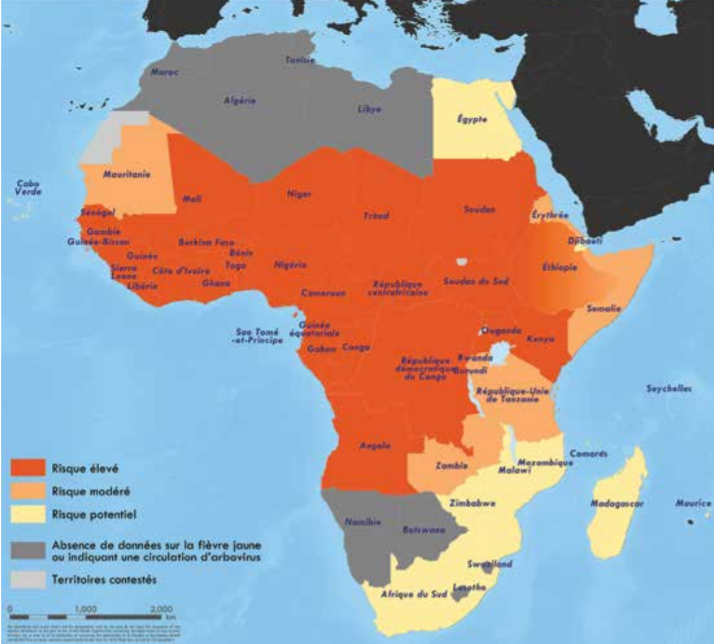 Tunisie
Maroc
Algérie
Libye
Égypte
Cabo
Verde
Mauritanie
Mali
Niger
Tchad
Soudan
Érythrée
Sénégal
Gambie
Guinée-Bissau
Guinée
Sierra
Leone
Libéria
Burkina Faso
Côte d'Ivoire
Ghana
Togo
Bénin
Nigéria
Cameroun
République
centrafricaine
Soudan du Sud
Djibouti
Éthiopie
Somalie
Sao Tomé
-et-Principe
Guinée
équatoriale
Gabon
Congo
République
démocratique
du Congo
Ouganda
Kenya
Rwanda
Burundi
République-Unie
de Tanzanie
Seychelles
Angola
Zambie
Malawi
Mozambique
Comores
Zimbabwe
Madagascar
Maurice
Namibie
Botswana
Swaziland
Lesotho
Afrique du Sud
Risque élevé
Risque modéré
Risque potentiel
Absence de données sur la fièvre jaune
ou indiquant une circulation d'arbovirus
Territoires contestés
0 1,000 2,000
km